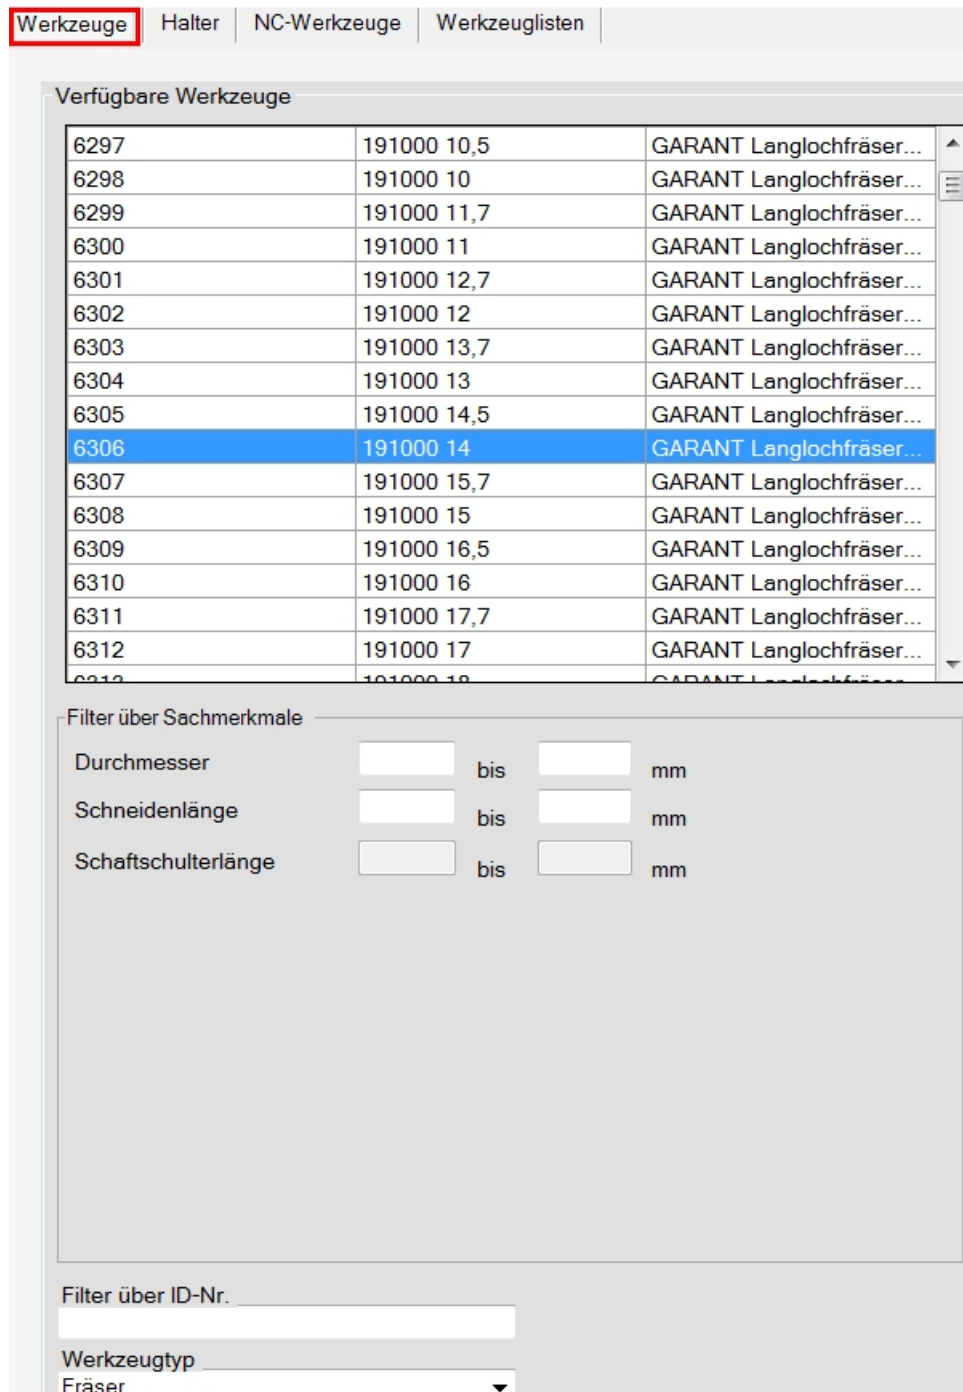 Werkzeuge Halter NC-Werkzeuge Werkzeuglisten
Verfügbare Werkzeuge
6297 191000 10,5 GARANT Langlochfräser...
6298 191000 10 GARANT Langlochfräser...
6299 191000 11,7 GARANT Langlochfräser...
6300 191000 11 GARANT Langlochfräser...
6301 191000 12,7 GARANT Langlochfräser...
6302 191000 12 GARANT Langlochfräser...
6303 191000 13,7 GARANT Langlochfräser...
6304 191000 13 GARANT Langlochfräser...
6305 191000 14,5 GARANT Langlochfräser...
6306 191000 14 GARANT Langlochfräser...
6307 191000 15,7 GARANT Langlochfräser...
6308 191000 15 GARANT Langlochfräser...
6309 191000 16,5 GARANT Langlochfräser...
6310 191000 16 GARANT Langlochfräser...
6311 191000 17,7 GARANT Langlochfräser...
6312 191000 17 GARANT Langlochfräser...
6313 191000 18 GARANT Langlochfräser...
Filter über Sachmerkmale
Durchmesser bis mm
Schneidenlänge bis mm
Schaftschulterlänge bis mm
Filter über ID-Nr.
Werkzeugtyp
Fräser